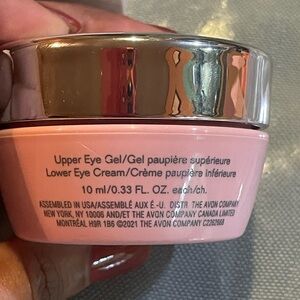 Upper Eye Gel/Gel paupière supérieure
Lower Eye Cream/Crème paupière inférieure
10 ml/0.33 FL. OZ. each/ch.
ASSEMBLED IN USA/ASSEMBLÉ AUX É.-U. DISTR. THE AVON COMPANY
NEW YORK, NY 10006 AND/ET THE AVON COMPANY CANADA LIMITED
MONTRÉAL H9R 1B6 ©2021 THE AVON COMPANY